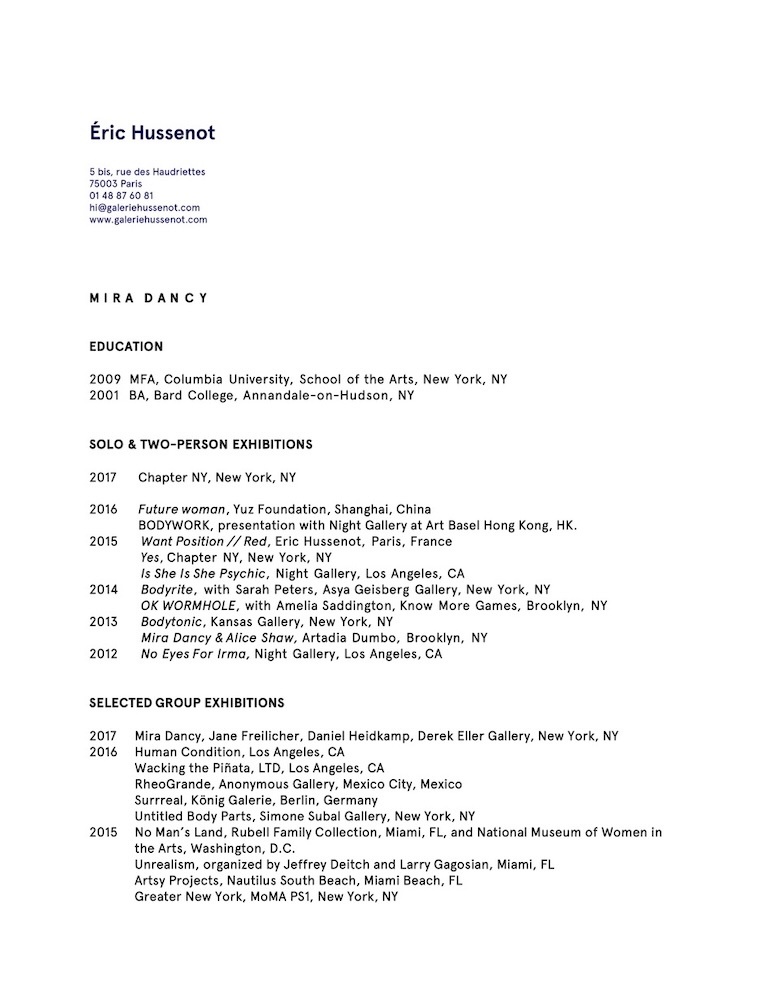 Éric Hussenot
5 bis, rue des Haudriettes
75003 Paris
01 48 87 60 81
hi@galeriehussenot.com
www.galeriehussenot.com
MIRA DANCY
EDUCATION
2009 MFA, Columbia University, School of the Arts, New York, NY
2001 BA, Bard College, Annandale-on-Hudson, NY
SOLO & TWO-PERSON EXHIBITIONS
2017 Chapter NY, New York, NY
2016 Future woman, Yuz Foundation, Shanghai, China
BODYWORK, presentation with Night Gallery at Art Basel Hong Kong, HK.
2015 Want Position // Red, Eric Hussenot, Paris, France
Yes, Chapter NY, New York, NY
Is She Is She Psychic, Night Gallery, Los Angeles, CA
2014 Bodyrite, with Sarah Peters, Asya Geisberg Gallery, New York, NY
OK WORMHOLE, with Amelia Saddington, Know More Games, Brooklyn, NY
2013 Bodytonic, Kansas Gallery, New York, NY
Mira Dancy & Alice Shaw, Artadia Dumbo, Brooklyn, NY
2012 No Eyes For Irma, Night Gallery, Los Angeles, CA
SELECTED GROUP EXHIBITIONS
2017 Mira Dancy, Jane Freilicher, Daniel Heidkamp, Derek Eller Gallery, New York, NY
2016 Human Condition, Los Angeles, CA
Wacking the Piñata, LTD, Los Angeles, CA
RheoGrande, Anonymous Gallery, Mexico City, Mexico
Surrreal, König Galerie, Berlin, Germany
Untitled Body Parts, Simone Subal Gallery, New York, NY
2015 No Man's Land, Rubell Family Collection, Miami, FL, and National Museum of Women in
the Arts, Washington, D.C.
Unrealism, organized by Jeffrey Deitch and Larry Gagosian, Miami, FL
Artsy Projects, Nautilus South Beach, Miami Beach, FL
Greater New York, MoMA PS1, New York, NY